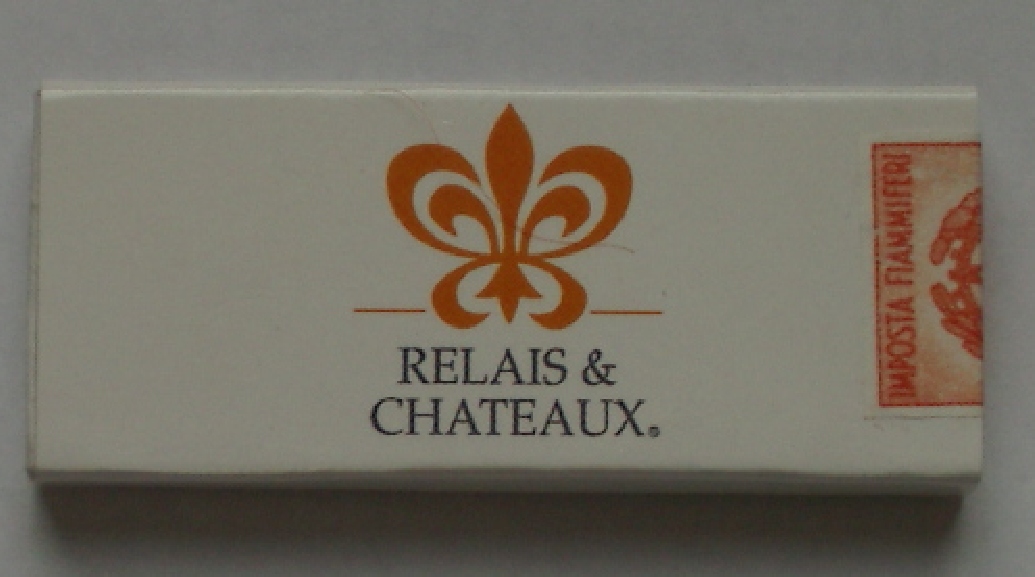 RELAIS &
CHATEAUX®
IMPOSTA FIAMMIFERI